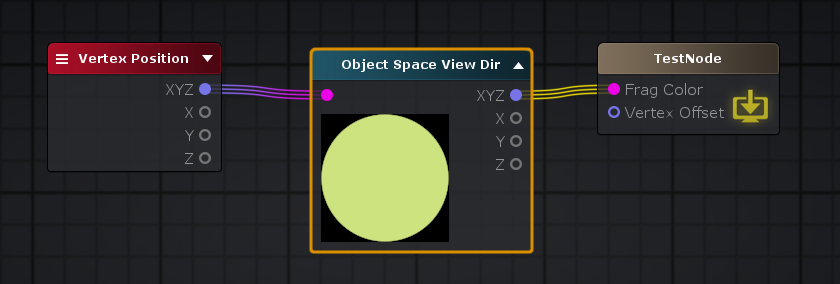 Vertex Position
XYZ
X
Y
Z
Object Space View Dir
XYZ
X
Y
Z
TestNode
Frag Color
Vertex Offset